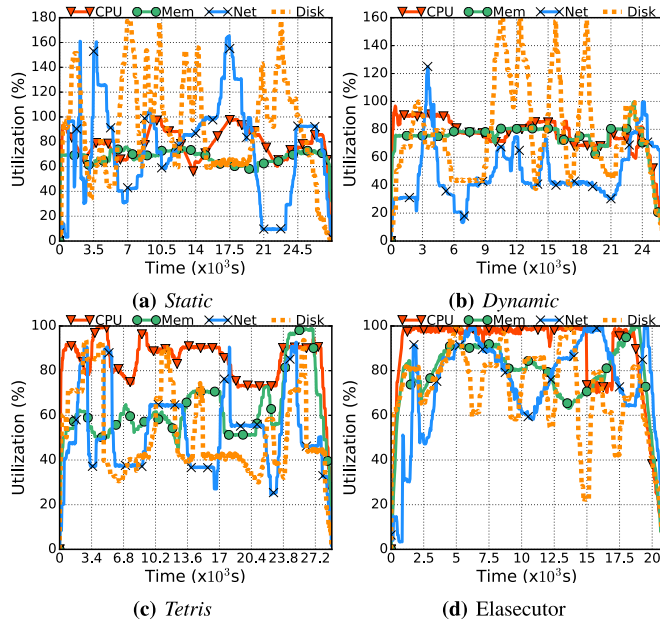 CPU Mem Net Disk
180
160
140
120
100
80
60
40
20
0
Utilization (%)
0 3.5 7 10.5 14 17.5 21 24.5
Time (x10³s)
(a) Static
CPU Mem Net Disk
160
140
120
100
80
60
40
20
0
Utilization (%)
0 3 6 9 12 15 18 21 24
Time (x10³s)
(b) Dynamic
CPU Mem Net Disk
100
80
60
40
20
0
Utilization (%)
0 3.4 6.8 10.2 13.6 17 20.4 23.8 27.2
Time (x10³s)
(c) Tetris
CPU Mem Net Disk
100
80
60
40
20
0
Utilization (%)
0 2.5 5 7.5 10 12.5 15 17.5 20
Time (x10³s)
(d) Elasecutor